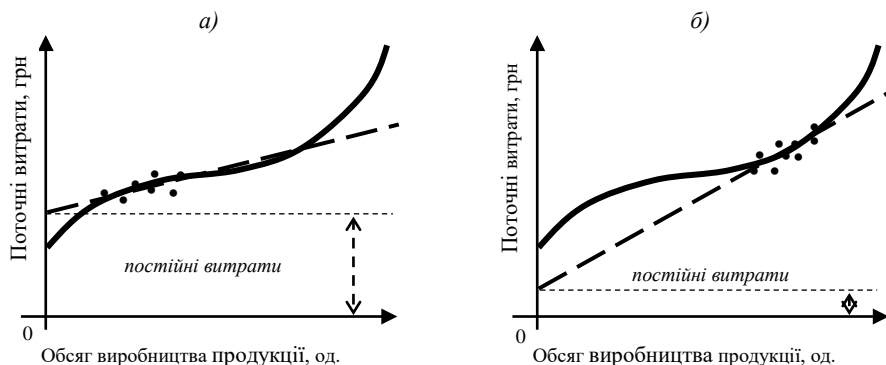 а)
Поточні витрати, грн
постійні витрати
0
Обсяг виробництва продукції, од.
б)
Поточні витрати, грн
постійні витрати
0
Обсяг виробництва продукції, од.